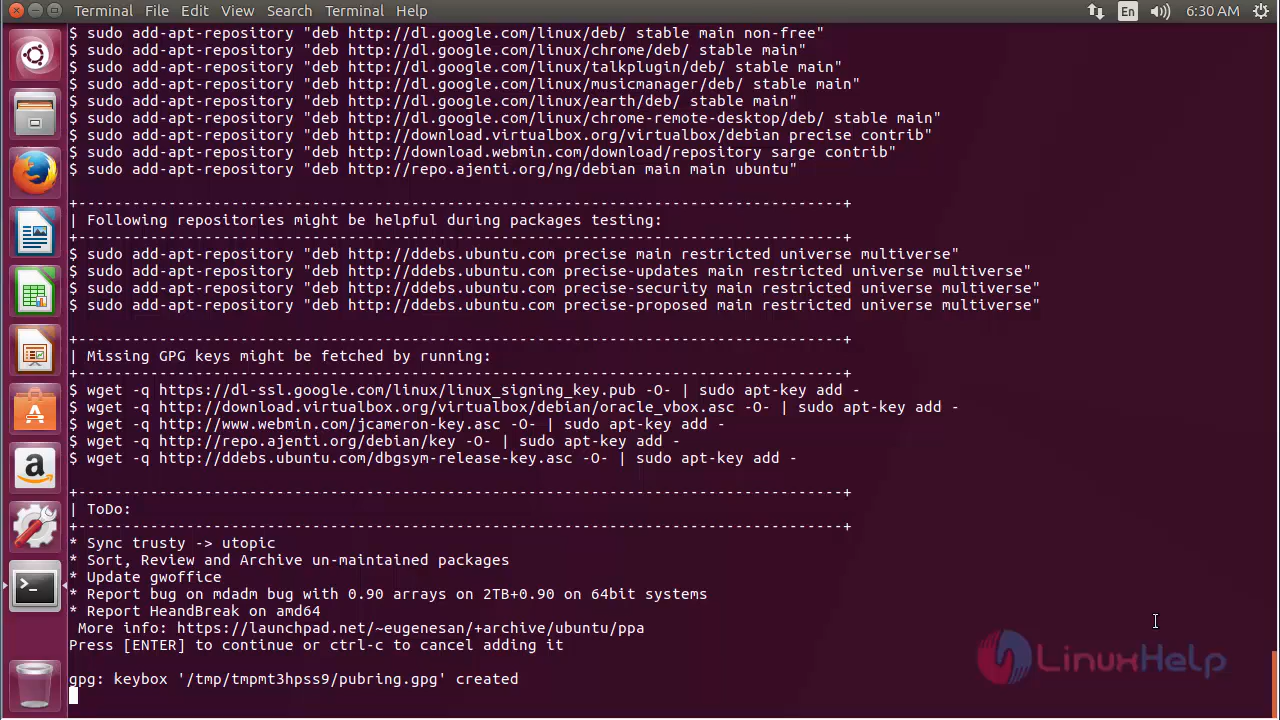 Terminal File Edit View Search Terminal Help En 6:30 AM
$ sudo add-apt-repository "deb http://dl.google.com/linux/deb/ stable main non-free"
$ sudo add-apt-repository "deb http://dl.google.com/linux/chrome/deb/ stable main"
$ sudo add-apt-repository "deb http://dl.google.com/linux/talkplugin/deb/ stable main"
$ sudo add-apt-repository "deb http://dl.google.com/linux/musicmanager/deb/ stable main"
$ sudo add-apt-repository "deb http://dl.google.com/linux/earth/deb/ stable main"
$ sudo add-apt-repository "deb http://dl.google.com/linux/chrome-remote-desktop/deb/ stable main"
$ sudo add-apt-repository "deb http://download.virtualbox.org/virtualbox/debian precise contrib"
$ sudo add-apt-repository "deb http://download.webmin.com/download/repository sarge contrib"
$ sudo add-apt-repository "deb http://repo.ajenti.org/ng/debian main main ubuntu"
+-------------------------------------------------------------------------------------+
| Following repositories might be helpful during packages testing:
+-------------------------------------------------------------------------------------+
$ sudo add-apt-repository "deb http://ddebs.ubuntu.com precise main restricted universe multiverse"
$ sudo add-apt-repository "deb http://ddebs.ubuntu.com precise-updates main restricted universe multiverse"
$ sudo add-apt-repository "deb http://ddebs.ubuntu.com precise-security main restricted universe multiverse"
$ sudo add-apt-repository "deb http://ddebs.ubuntu.com precise-proposed main restricted universe multiverse"
+-------------------------------------------------------------------------------------+
| Missing GPG keys might be fetched by running:
+-------------------------------------------------------------------------------------+
$ wget -q https://dl-ssl.google.com/linux/linux_signing_key.pub -O- | sudo apt-key add -
$ wget -q http://download.virtualbox.org/virtualbox/debian/oracle_vbox.asc -O- | sudo apt-key add -
$ wget -q http://www.webmin.com/jcameron-key.asc -O- | sudo apt-key add -
$ wget -q http://repo.ajenti.org/debian/key -O- | sudo apt-key add -
$ wget -q http://ddebs.ubuntu.com/dbgsym-release-key.asc -O- | sudo apt-key add -
+-------------------------------------------------------------------------------------+
| ToDo:
+-------------------------------------------------------------------------------------+
* Sync trusty -> utopic
* Sort, Review and Archive un-maintained packages
* Update gwoffice
* Report bug on mdadm bug with 0.90 arrays on 2TB+0.90 on 64bit systems
* Report HeandBreak on amd64
More info: https://launchpad.net/~eugenesan/+archive/ubuntu/ppa
Press [ENTER] to continue or ctrl-c to cancel adding it
gpg: keybox '/tmp/tmpmt3hpss9/pubring.gpg' created
LinuxHelp